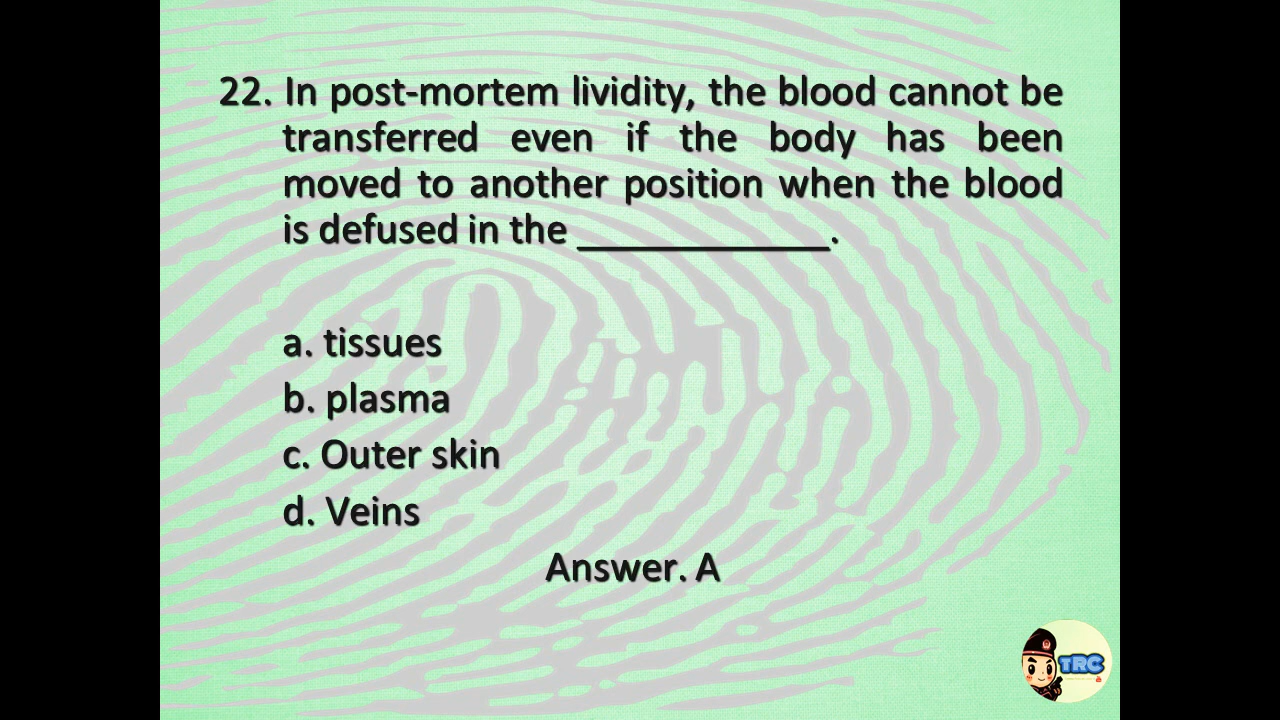 22. In post-mortem lividity, the blood cannot be
transferred even if the body has been
moved to another position when the blood
is defused in the ____________.
a. tissues
b. plasma
c. Outer skin
d. Veins
Answer. A
TRC